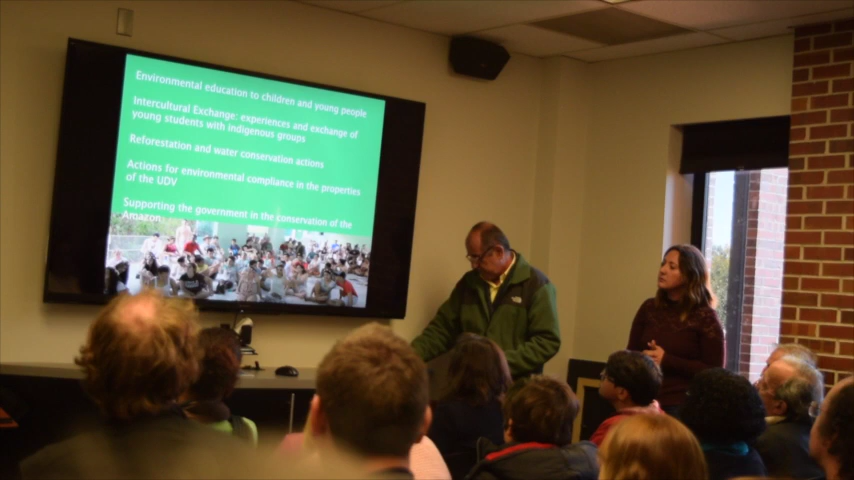 Environmental education to children and young people
Intercultural Exchange: experiences and exchange of
young students with indigenous groups
Reforestation and water conservation actions
Actions for environmental compliance in the properties
of the UDV
Supporting the government in the conservation of the
Amazon